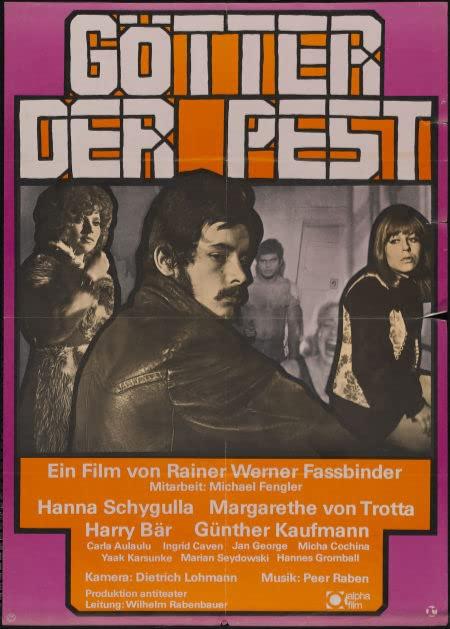 GÖTTER
DER PEST
Ein Film von Rainer Werner Fassbinder
Mitarbeit: Michael Fengler
Hanna Schygulla Margarethe von Trotta
Harry Bär Günther Kaufmann
Carla Aulaulu Ingrid Caven Jan George Micha Cochina
Yaak Karsunke Marian Seydowski Hannes Gromball
Kamera: Dietrich Lohmann Musik: Peer Raben
Produktion antiteater
Leitung: Wilhelm Rabenbauer
alpha
film